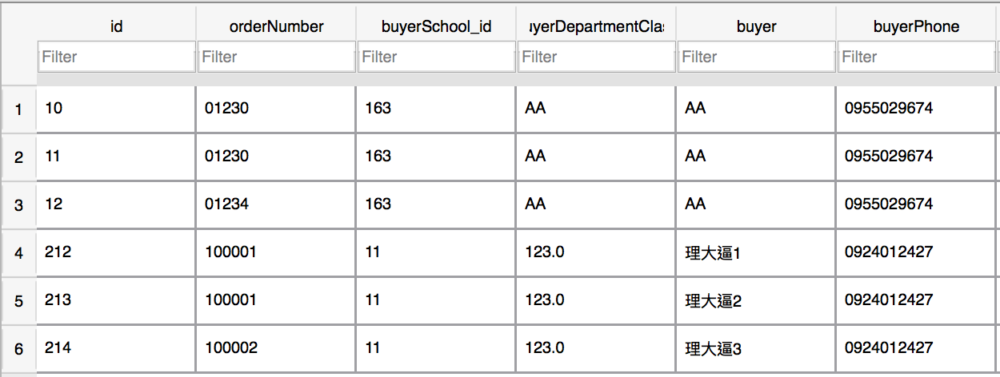 id orderNumber buyerSchool_id yerDepartmentClas buyer buyerPhone
Filter Filter Filter Filter Filter Filter
1 10 01230 163 AA AA 0955029674
2 11 01230 163 AA AA 0955029674
3 12 01234 163 AA AA 0955029674
4 212 100001 11 123.0 理大逼1 0924012427
5 213 100001 11 123.0 理大逼2 0924012427
6 214 100002 11 123.0 理大逼3 0924012427